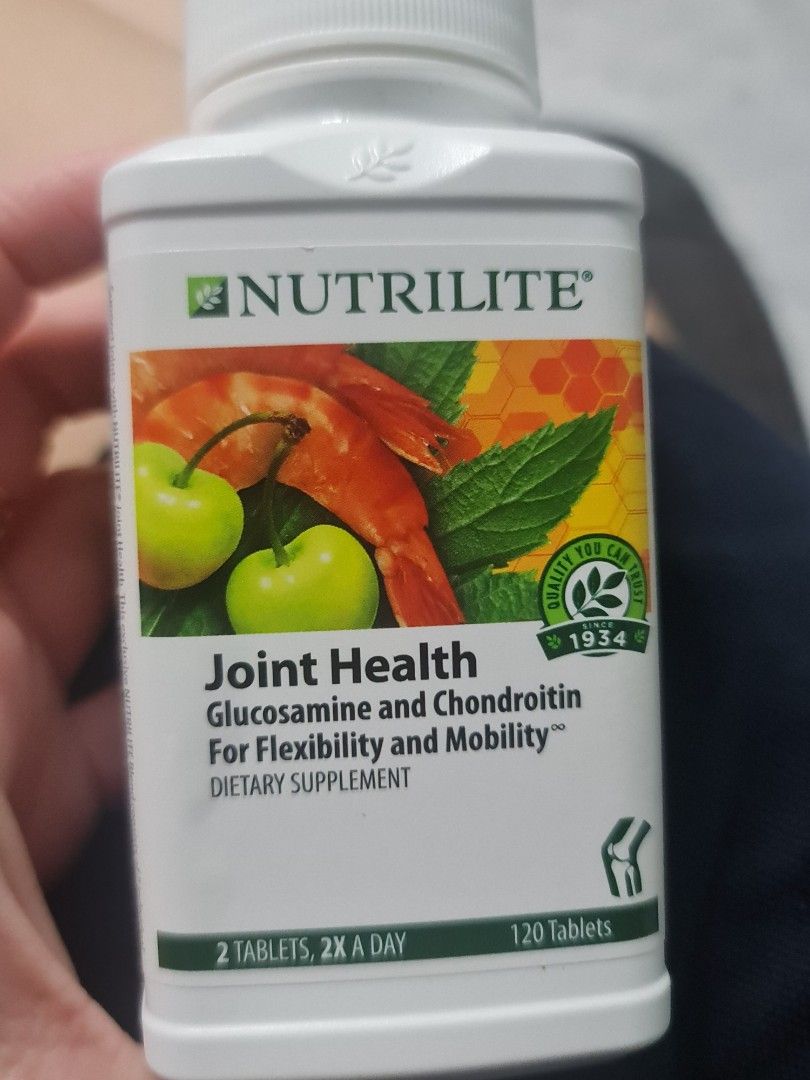 NUTRILITE®
QUALITY YOU CAN TRUST
SINCE
1934
Joint Health
Glucosamine and Chondroitin
For Flexibility and Mobility∞
DIETARY SUPPLEMENT
2 TABLETS, 2X A DAY
120 Tablets